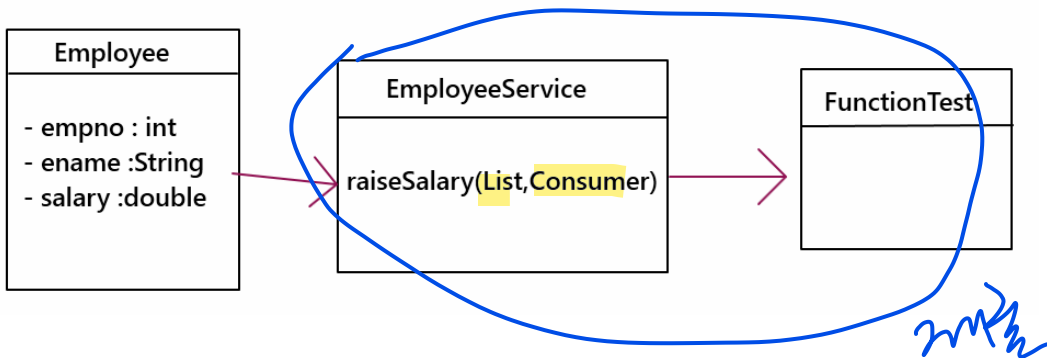 Employee
- empno : int
- ename :String
- salary :double
EmployeeService
raiseSalary(List,Consumer)
FunctionTest